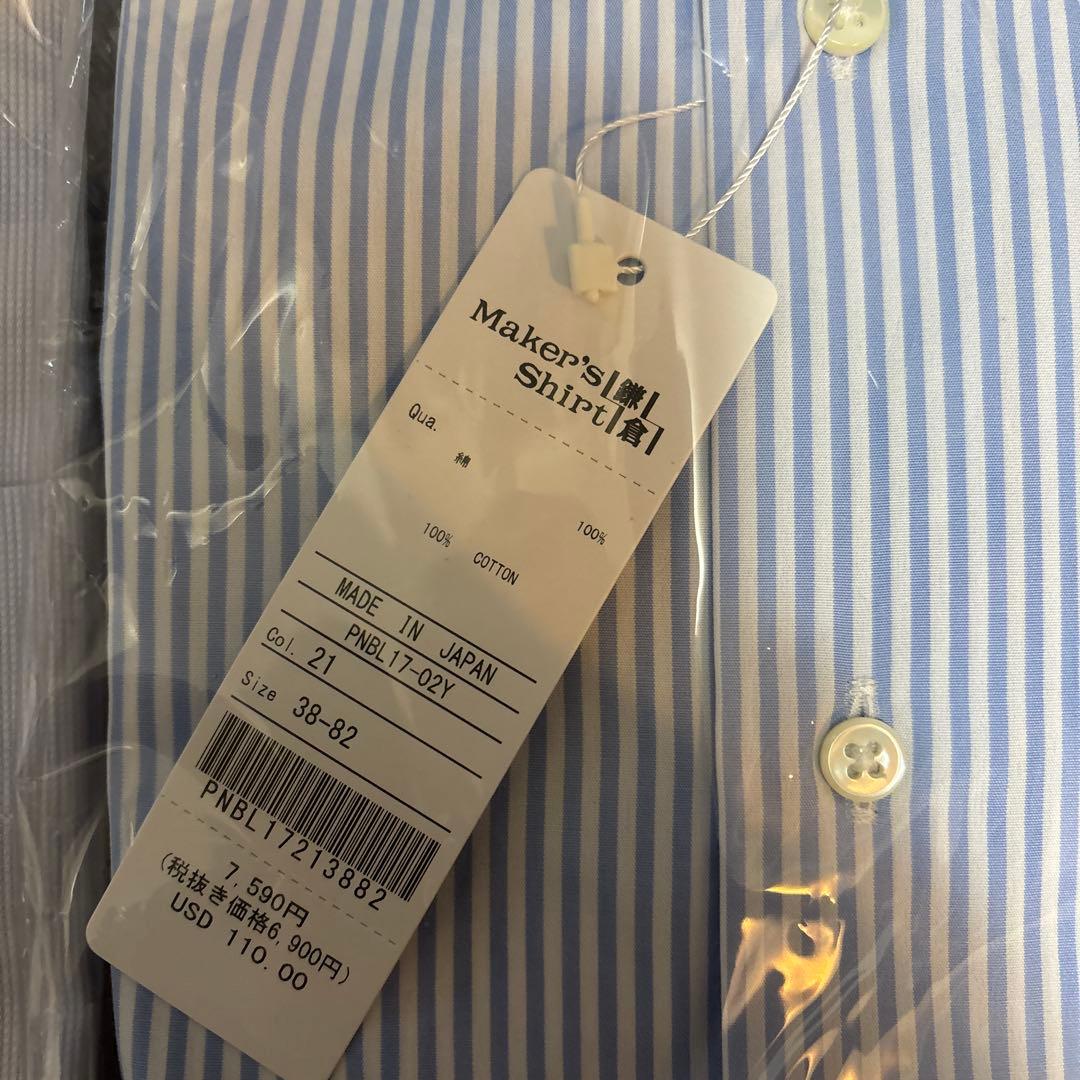 Maker's 鎌
Shirt 倉
Qua.
綿 100%
100% COTTON
MADE IN JAPAN
PNBL17-02Y
Col. 21
Size 38-82
PNBL17213882
7,590円
(税抜き価格6,900円)
USD 110.00